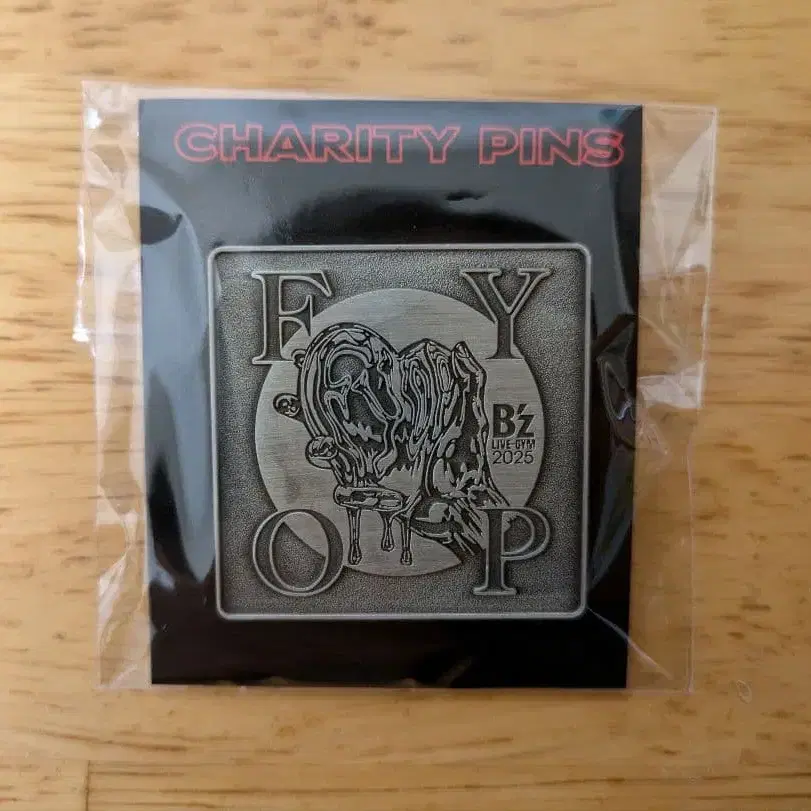 CHARITY PINS
F Y
B'z
LIVE-GYM
2025
O P